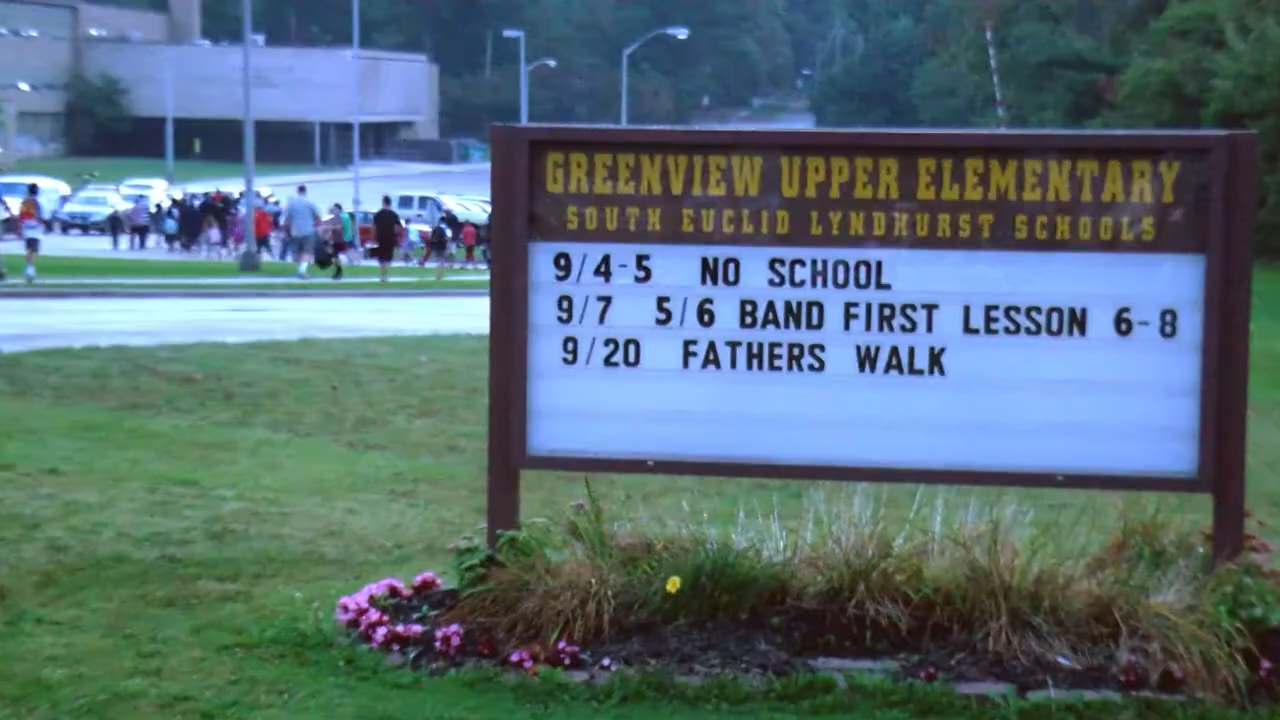 GREENVIEW UPPER ELEMENTARY
SOUTH EUCLID LYNDHURST SCHOOLS
9/4-5 NO SCHOOL
9/7 5/6 BAND FIRST LESSON 6-8
9/20 FATHERS WALK